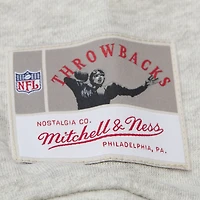 THROWBACKS
NFL
NOSTALGIA CO.
Mitchell & Ness
PHILADELPHIA, PA.